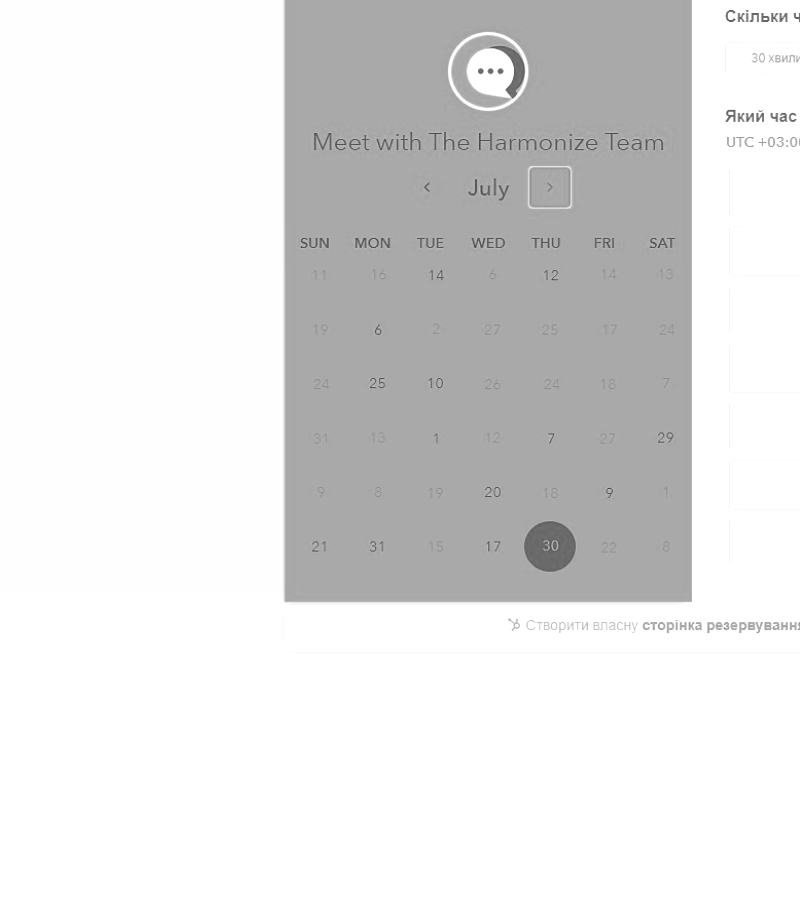 Скільки ч
30 хвили
Який час
UTC +03:00
Meet with The Harmonize Team
July
SUN MON TUE WED THU FRI SAT
11 16 14 6 12 14 13
19 6 2 27 25 17 24
24 25 10 26 24 18 7
31 13 1 12 7 27 29
9 8 19 20 18 9 1
21 31 15 17 30 22 8
Створити власну сторінка резервування